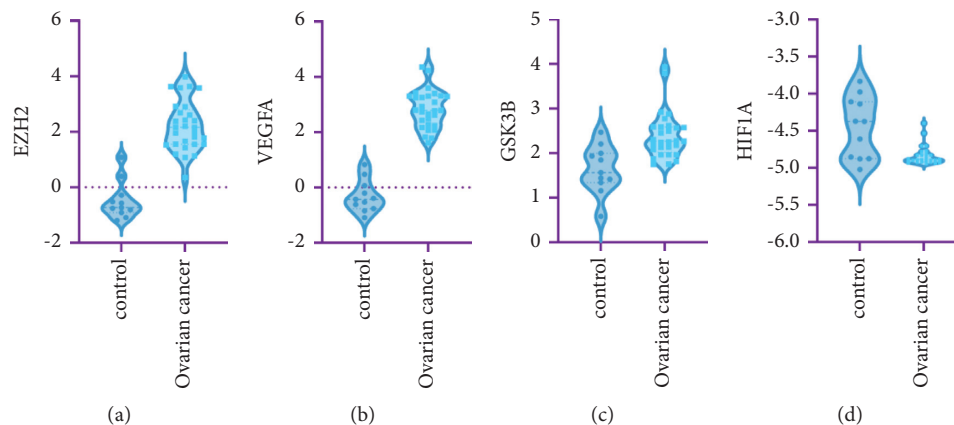 EZH2
6
4
2
0
-2
control
Ovarian cancer
(a)
VEGFA
6
4
2
0
-2
control
Ovarian cancer
(b)
GSK3B
5
4
3
2
1
0
control
Ovarian cancer
(c)
HIF1A
-3.0
-3.5
-4.0
-4.5
-5.0
-5.5
-6.0
control
Ovarian cancer
(d)